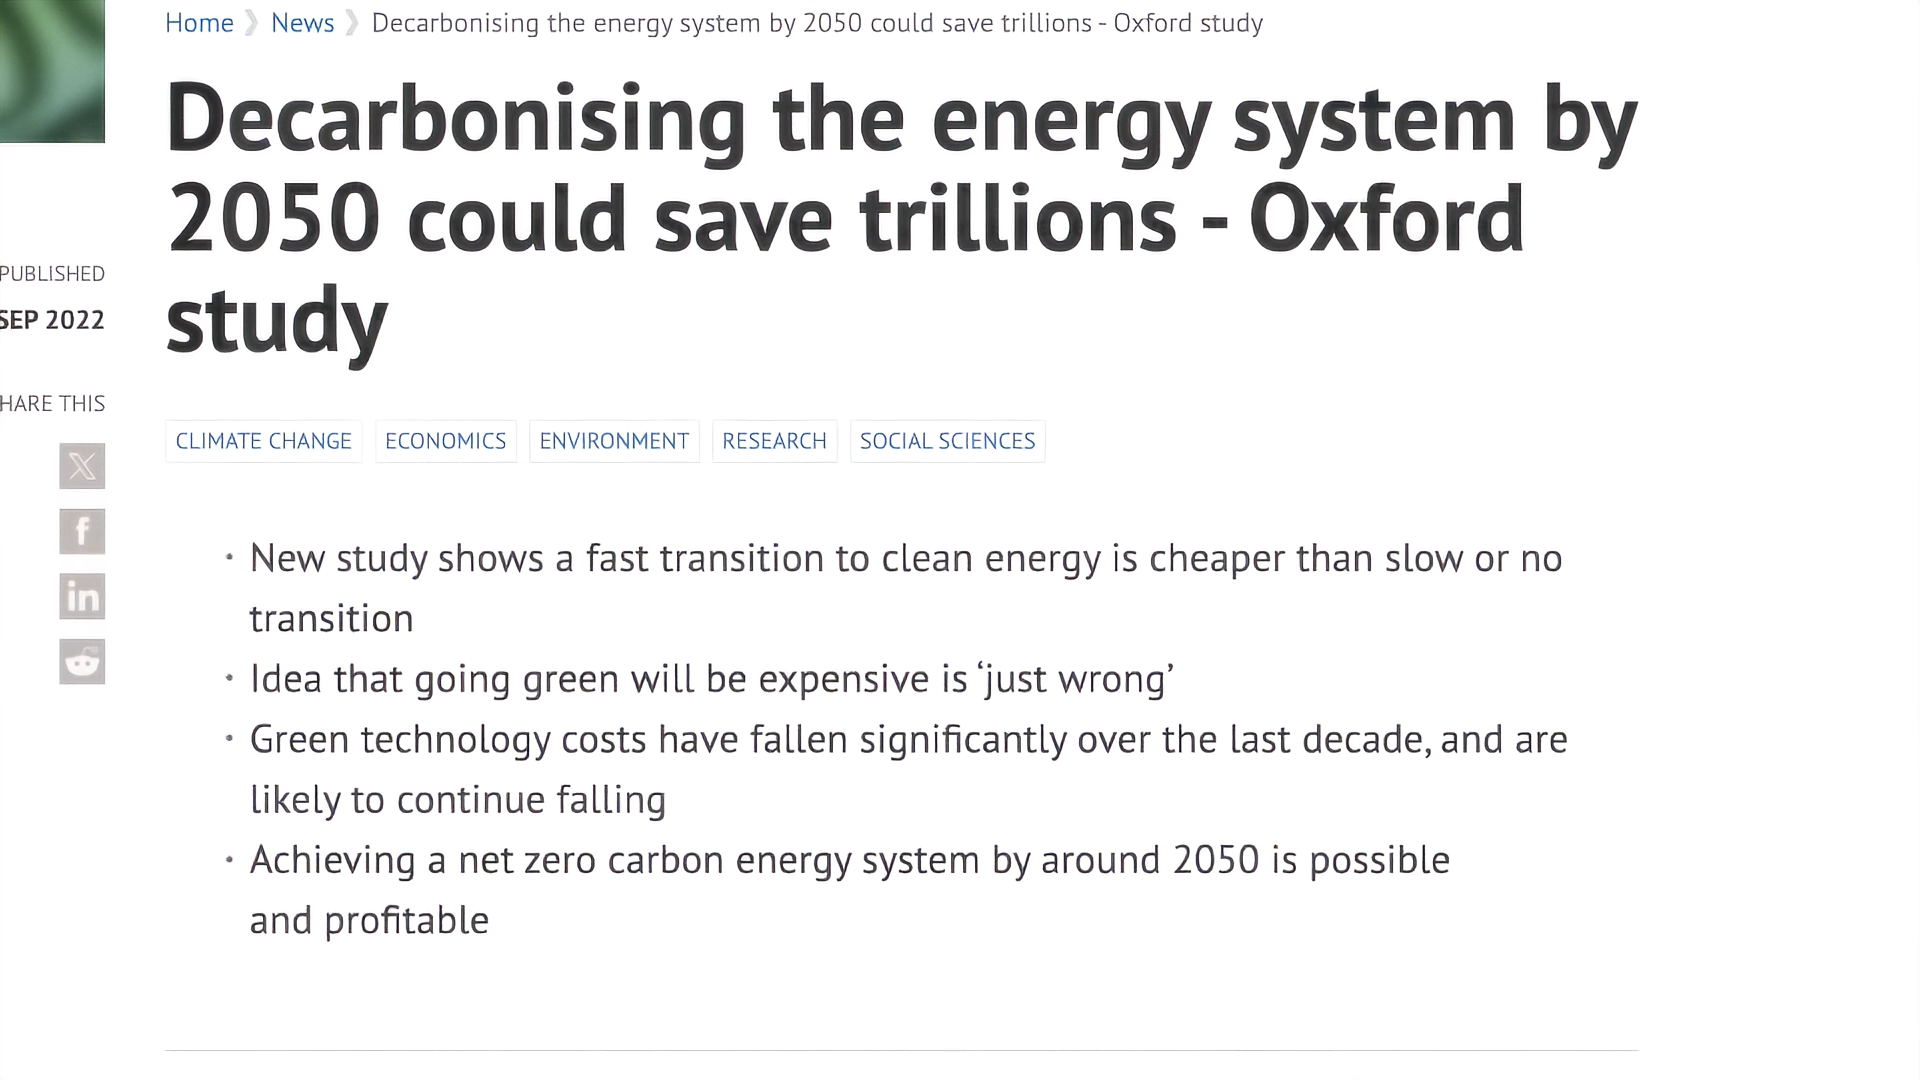 Home
News
Decarbonising the energy system by 2050 could save trillions - Oxford study
Decarbonising the energy system by
2050 could save trillions - Oxford
study
PUBLISHED
SEP 2022
HARE THIS
CLIMATE CHANGE
ECONOMICS
ENVIRONMENT
RESEARCH
SOCIAL SCIENCES
· New study shows a fast transition to clean energy is cheaper than slow or no
transition
· Idea that going green will be expensive is ‘just wrong’
· Green technology costs have fallen significantly over the last decade, and are
likely to continue falling
· Achieving a net zero carbon energy system by around 2050 is possible
and profitable